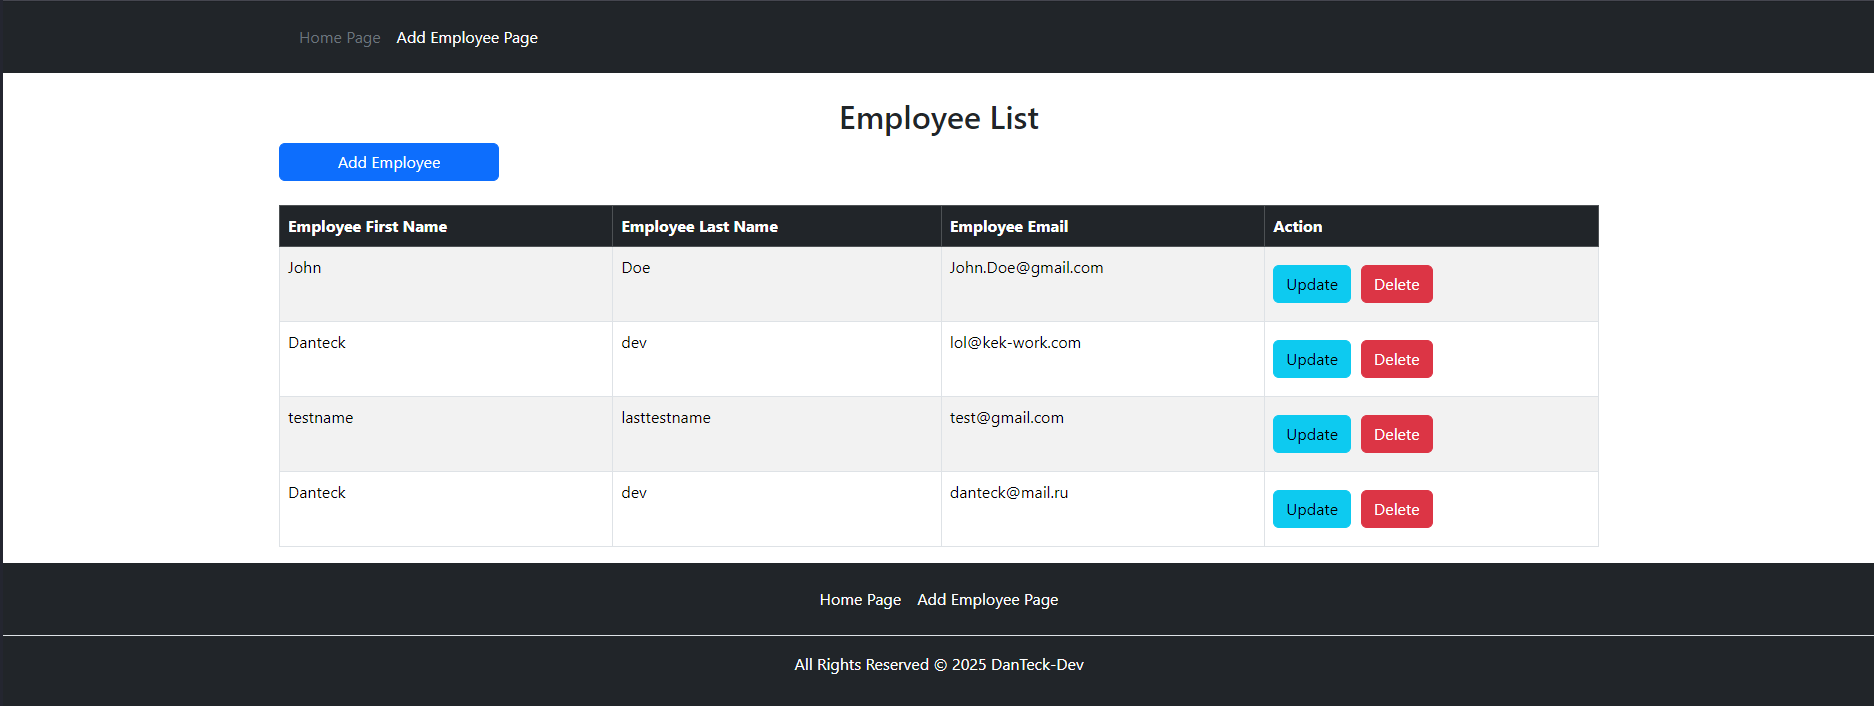 Home Page Add Employee Page
Employee List
Add Employee
Employee First Name Employee Last Name Employee Email Action
John Doe John.Doe@gmail.com Update Delete
Danteck dev lol@kek-work.com Update Delete
testname lasttestname test@gmail.com Update Delete
Danteck dev danteck@mail.ru Update Delete
Home Page Add Employee Page
All Rights Reserved © 2025 DanTeck-Dev